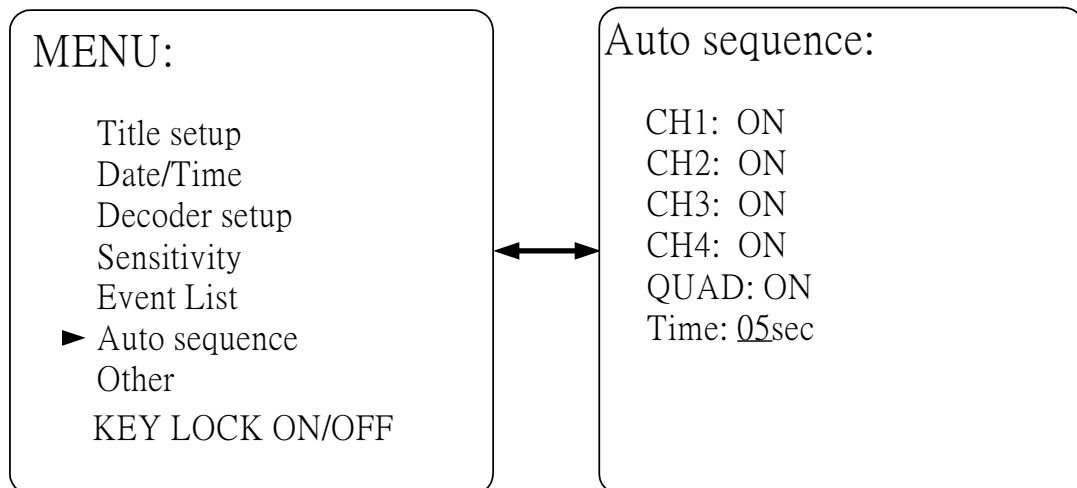 MENU:
Title setup
Date/Time
Decoder setup
Sensitivity
Event List
Auto sequence
Other
KEY LOCK ON/OFF
Auto sequence:
CH1: ON
CH2: ON
CH3: ON
CH4: ON
QUAD: ON
Time: 05sec